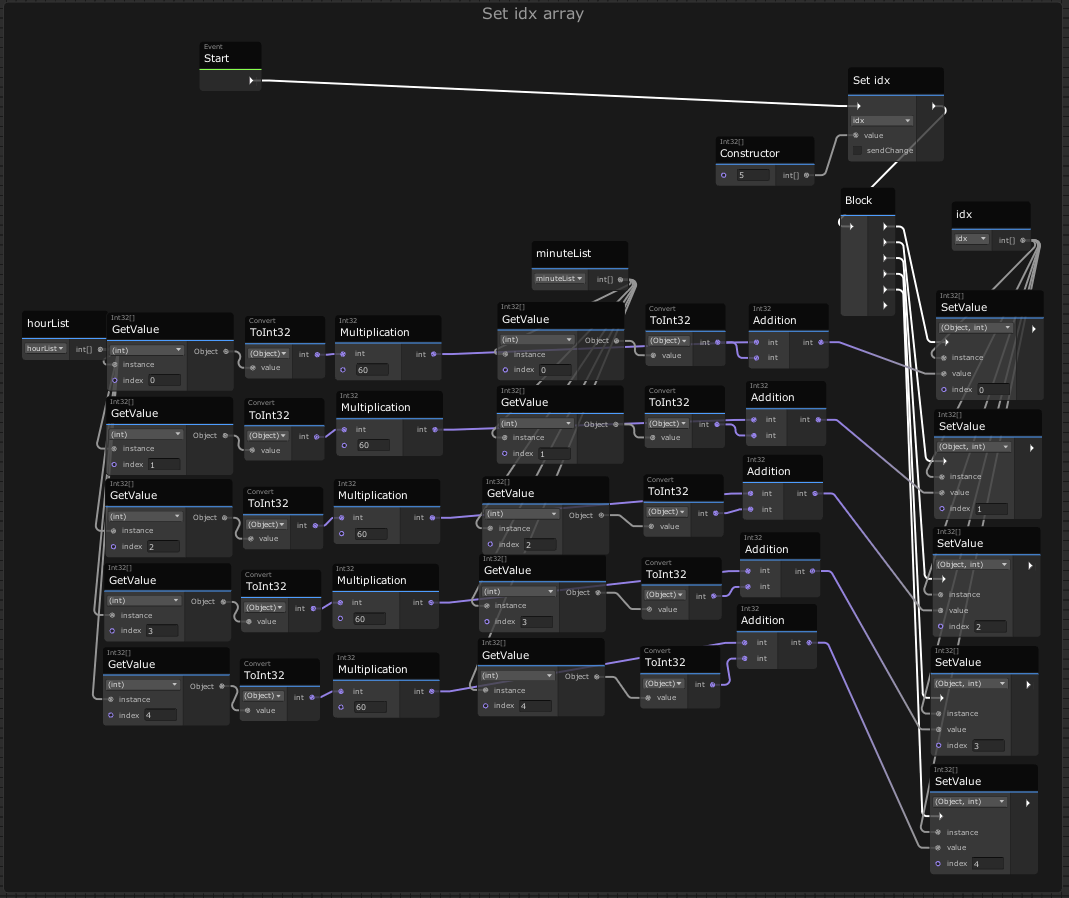 Set idx array
Event
Start
Set idx
idx
value
sendChange
Int32[]
Constructor
5 int[]
Block
idx
idx int[]
minuteList
minuteList int[]
hourList
hourList int[]
Int32[]
GetValue
(int) Object
instance
index 0
Convert
ToInt32
(Object) int
value
Int32
Multiplication
int int
60
Int32[]
GetValue
(int) Object
instance
index 0
Convert
ToInt32
(Object) int
value
Int32
Addition
int int
int
Int32[]
SetValue
(Object, int)
instance
value
index 0
Int32[]
GetValue
(int) Object
instance
index 1
Convert
ToInt32
(Object) int
value
Int32
Multiplication
int int
60
Int32[]
GetValue
(int) Object
instance
index 1
Convert
ToInt32
(Object) int
value
Int32
Addition
int int
int
Int32[]
SetValue
(Object, int)
instance
value
index 1
Int32[]
GetValue
(int) Object
instance
index 2
Convert
ToInt32
(Object) int
value
Int32
Multiplication
int int
60
Int32[]
GetValue
(int) Object
instance
index 2
Convert
ToInt32
(Object) int
value
Int32
Addition
int int
int
Int32[]
SetValue
(Object, int)
instance
value
index 2
Int32[]
GetValue
(int) Object
instance
index 3
Convert
ToInt32
(Object) int
value
Int32
Multiplication
int int
60
Int32[]
GetValue
(int) Object
instance
index 3
Convert
ToInt32
(Object) int
value
Int32
Addition
int int
int
Int32[]
SetValue
(Object, int)
instance
value
index 3
Int32[]
GetValue
(int) Object
instance
index 4
Convert
ToInt32
(Object) int
value
Int32
Multiplication
int int
60
Int32[]
GetValue
(int) Object
instance
index 4
Convert
ToInt32
(Object) int
value
Int32
Addition
int int
int
Int32[]
SetValue
(Object, int)
instance
value
index 4